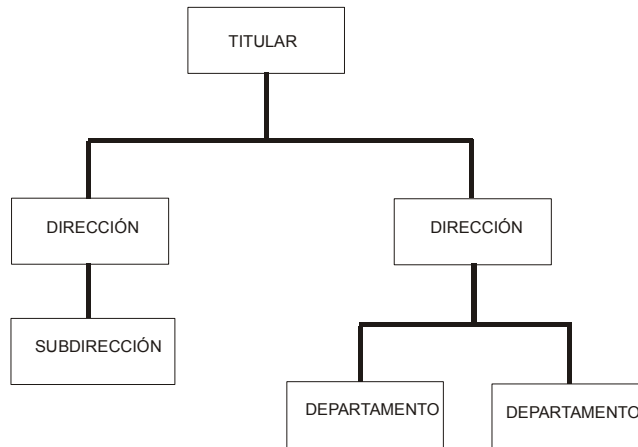 TITULAR
DIRECCIÓN
DIRECCIÓN
SUBDIRECCIÓN
DEPARTAMENTO
DEPARTAMENTO